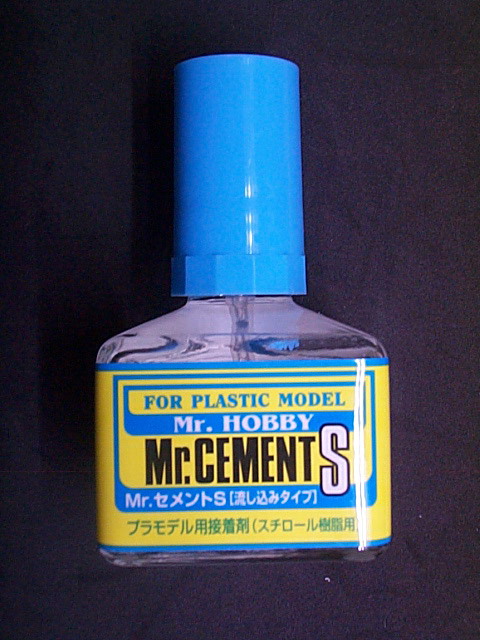 FOR PLASTIC MODEL
Mr. HOBBY
Mr.CEMENT S
Mr.セメントS[流し込みタイプ]
プラモデル用接着剤(スチロール樹脂用)